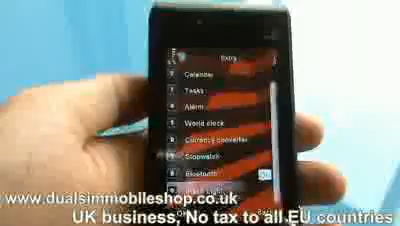 Extra
Calendar
Tasks
Alarm
World clock
Currency converter
Stopwatch
Bluetooth
On
www.dualsimmobileshop.co.uk
UK business, No tax to all EU countries